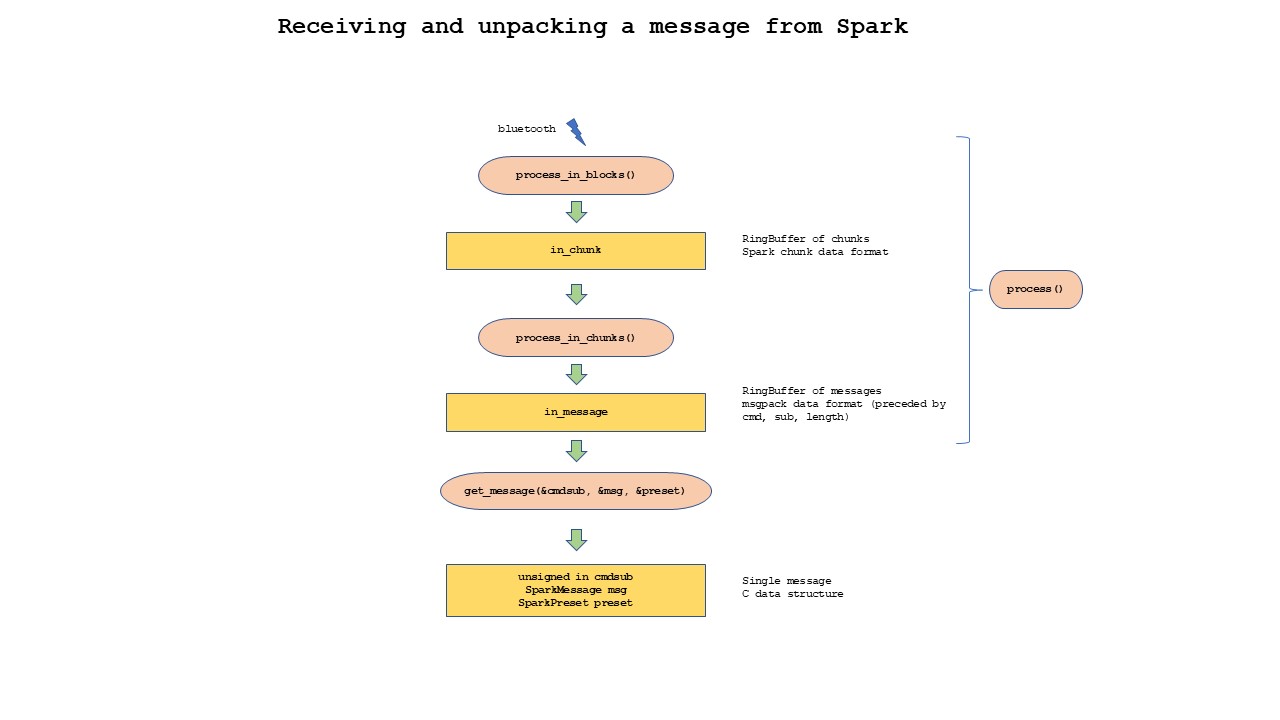 Receiving and unpacking a message from Spark
bluetooth
process_in_blocks()
in_chunk
RingBuffer of chunks
Spark chunk data format
process()
process_in_chunks()
in_message
RingBuffer of messages
msgpack data format (preceded by
cmd, sub, length)
get_message(&cmdsub, &msg, &preset)
unsigned in cmdsub
SparkMessage msg
SparkPreset preset
Single message
C data structure